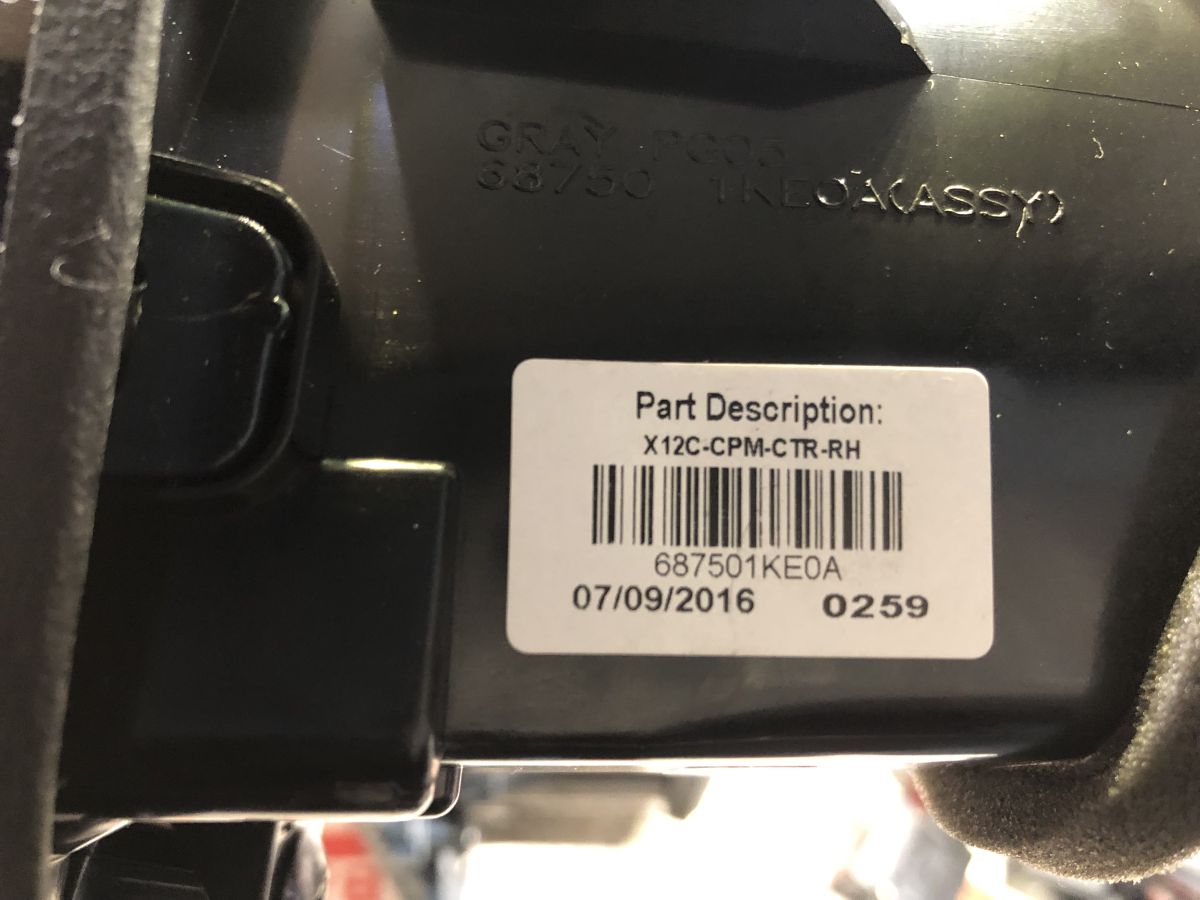 GRAY PC05
68750 1KE0A(ASSY)
Part Description:
X12C-CPM-CTR-RH
687501KE0A
07/09/2016 0259